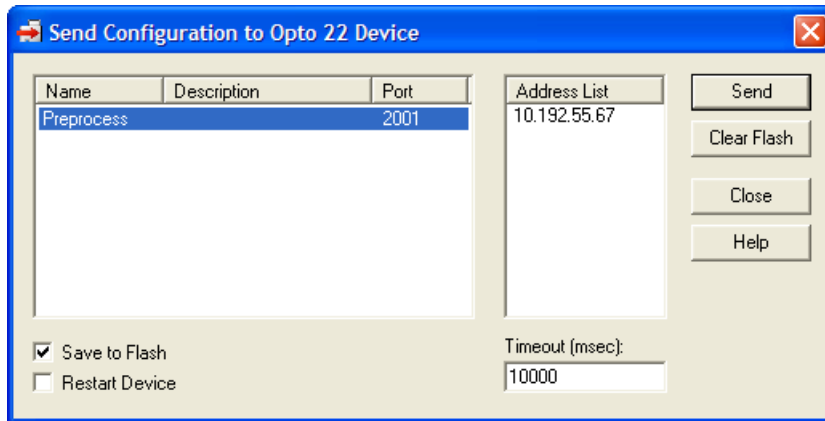 Send Configuration to Opto 22 Device
Name Description Port
Preprocess 2001
Address List
10.192.55.67
Send
Clear Flash
Close
Help
Save to Flash
Restart Device
Timeout (msec):
10000